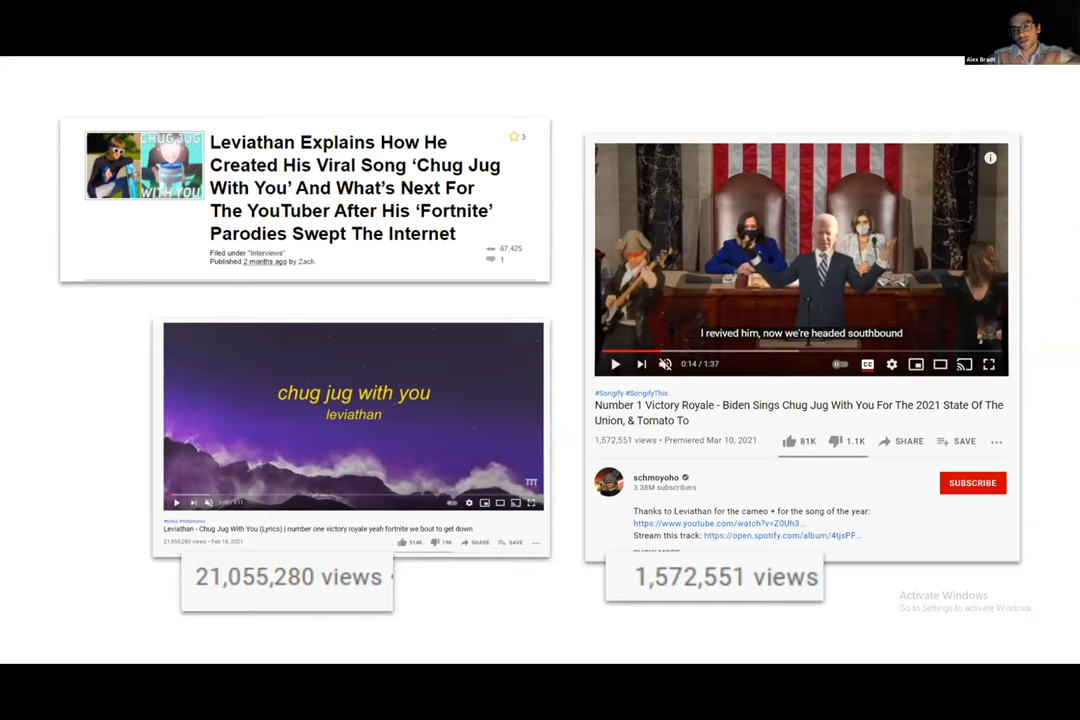 Alex Bradt
CHUG JUG
WITH YOU!
Leviathan Explains How He
Created His Viral Song ‘Chug Jug
With You’ And What’s Next For
The YouTuber After His ‘Fortnite’
Parodies Swept The Internet
3
Filed under "Interviews"
Published 2 months ago by Zach.
67,425
1
chug jug with you
leviathan
TTT
Leviathan - Chug Jug With You (Lyrics) | number one victory royale yeah fortnite we bout to get down
21,055,280 views • Feb 16, 2021
514K
19K
SHARE
SAVE
21,055,280 views
I revived him, now we're headed southbound
0:14 / 1:37
CC
#Songify #SongifyThis
Number 1 Victory Royale - Biden Sings Chug Jug With You For The 2021 State Of The
Union, & Tomato To
1,572,551 views • Premiered Mar 10, 2021
81K
1.1K
SHARE
SAVE
schmoyoho
3.38M subscribers
SUBSCRIBE
Thanks to Leviathan for the cameo + for the song of the year:
https://www.youtube.com/watch?v=Z0Uh3...
Stream this track: https://open.spotify.com/album/4tjsPF...
1,572,551 views
Activate Windows
Go to Settings to activate Windows.